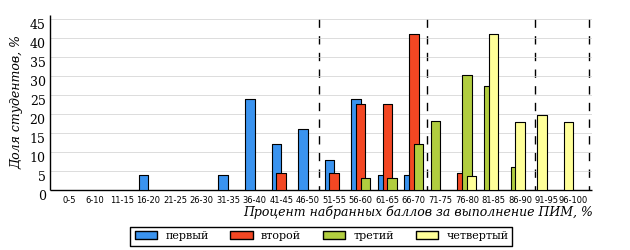 Доля студентов, %
45
40
35
30
25
20
15
10
5
0
0-5 6-10 11-15 16-20 21-25 26-30 31-35 36-40 41-45 46-50 51-55 56-60 61-65 66-70 71-75 76-80 81-85 86-90 91-95 96-100
Процент набранных баллов за выполнение ПИМ, %
первый второй третий четвертый